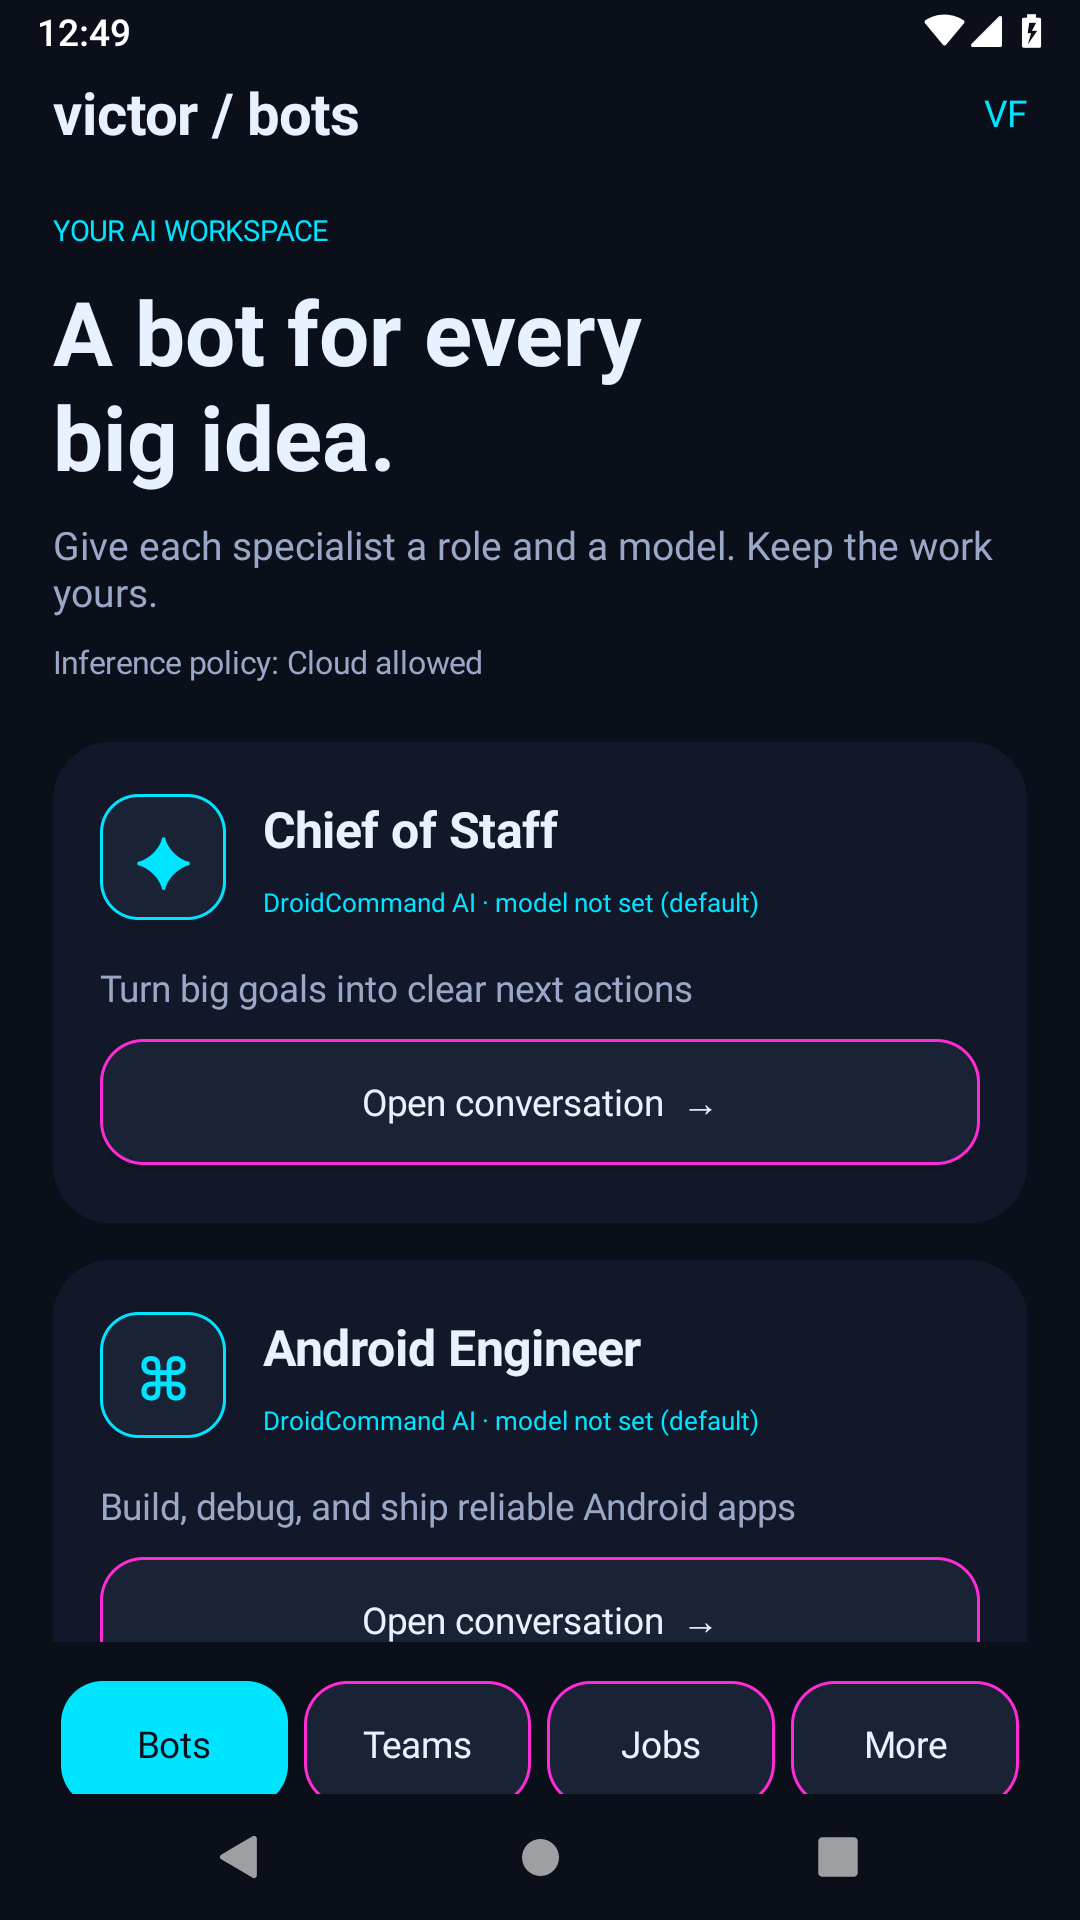 12:49
victor / bots
VF
YOUR AI WORKSPACE
A bot for every
big idea.
Give each specialist a role and a model. Keep the work
yours.
Inference policy: Cloud allowed
Chief of Staff
DroidCommand AI · model not set (default)
Turn big goals into clear next actions
Open conversation →
Android Engineer
DroidCommand AI · model not set (default)
Build, debug, and ship reliable Android apps
Open conversation →
Bots
Teams
Jobs
More